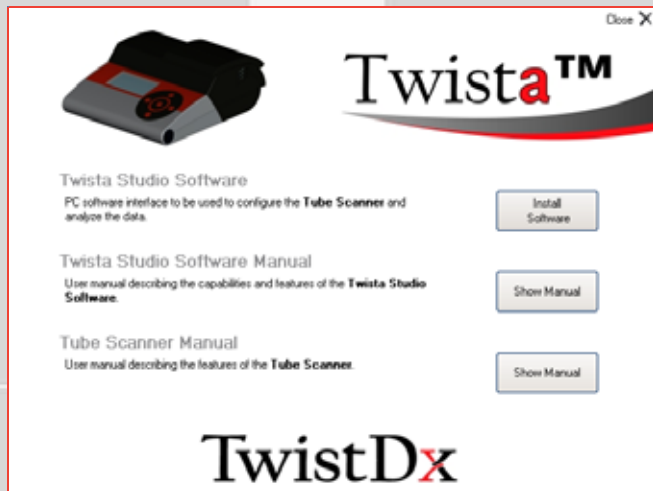 Close X
Twista™
Twista Studio Software
PC software interface to be used to configure the Tube Scanner and
analyze the data.
Install
Software
Twista Studio Software Manual
User manual describing the capabilities and features of the Twista Studio
Software.
Show Manual
Tube Scanner Manual
User manual describing the features of the Tube Scanner.
Show Manual
TwistDx